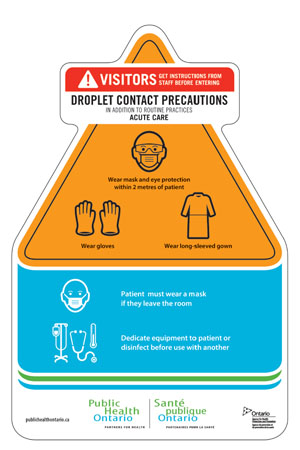 VISITORS GET INSTRUCTIONS FROM
STAFF BEFORE ENTERING
DROPLET CONTACT PRECAUTIONS
IN ADDITION TO ROUTINE PRACTICES
ACUTE CARE
Wear mask and eye protection
within 2 metres of patient
Wear gloves
Wear long-sleeved gown
Patient must wear a mask
if they leave the room
Dedicate equipment to patient or
disinfect before use with another
publichealthontario.ca
Public
Health
Ontario
PARTNERS FOR HEALTH
Santé
publique
Ontario
PARTENAIRES POUR LA SANTÉ
Ontario